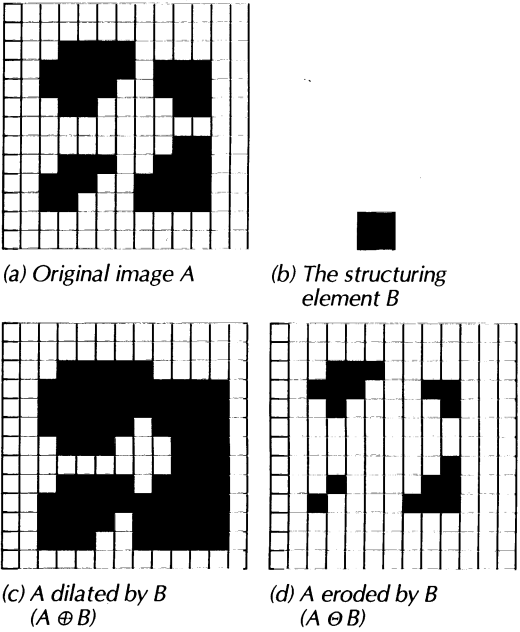 (a) Original image A
(b) The structuring
element B
(c) A dilated by B
(A ⊕ B)
(d) A eroded by B
(A Θ B)